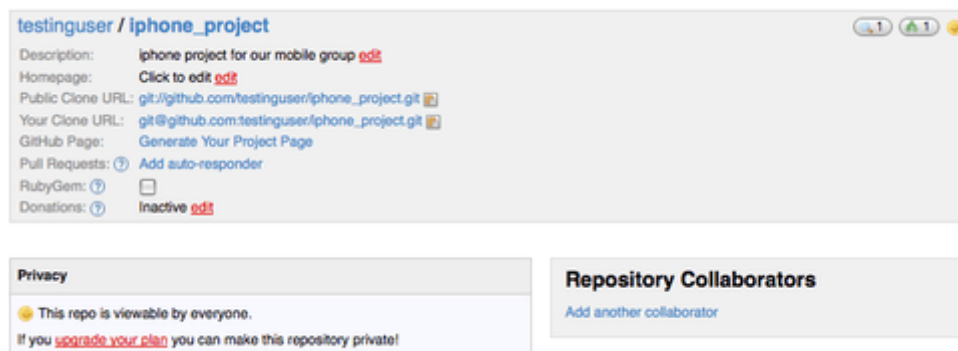 testinguser / iphone_project
1
1
Description: iphone project for our mobile group edit
Homepage: Click to edit edit
Public Clone URL: git://github.com/testinguser/iphone_project.git
Your Clone URL: git@github.com:testinguser/iphone_project.git
GitHub Page: Generate Your Project Page
Pull Requests: ? Add auto-responder
RubyGem: ?
Donations: ? Inactive edit
Privacy
This repo is viewable by everyone.
If you upgrade your plan you can make this repository private!
Repository Collaborators
Add another collaborator